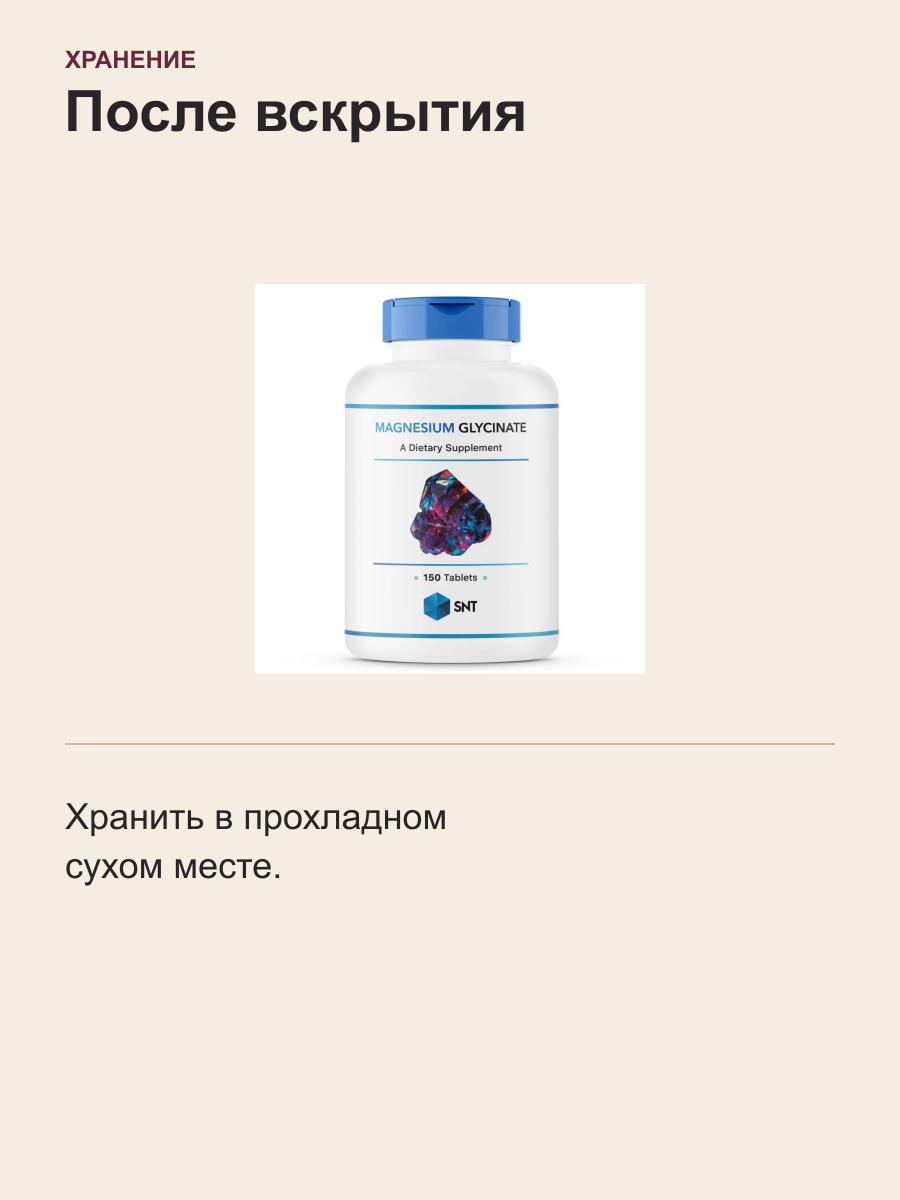 ХРАНЕНИЕ
После вскрытия
MAGNESIUM GLYCINATE
A Dietary Supplement
150 Tablets
SNT
Хранить в прохладном
сухом месте.